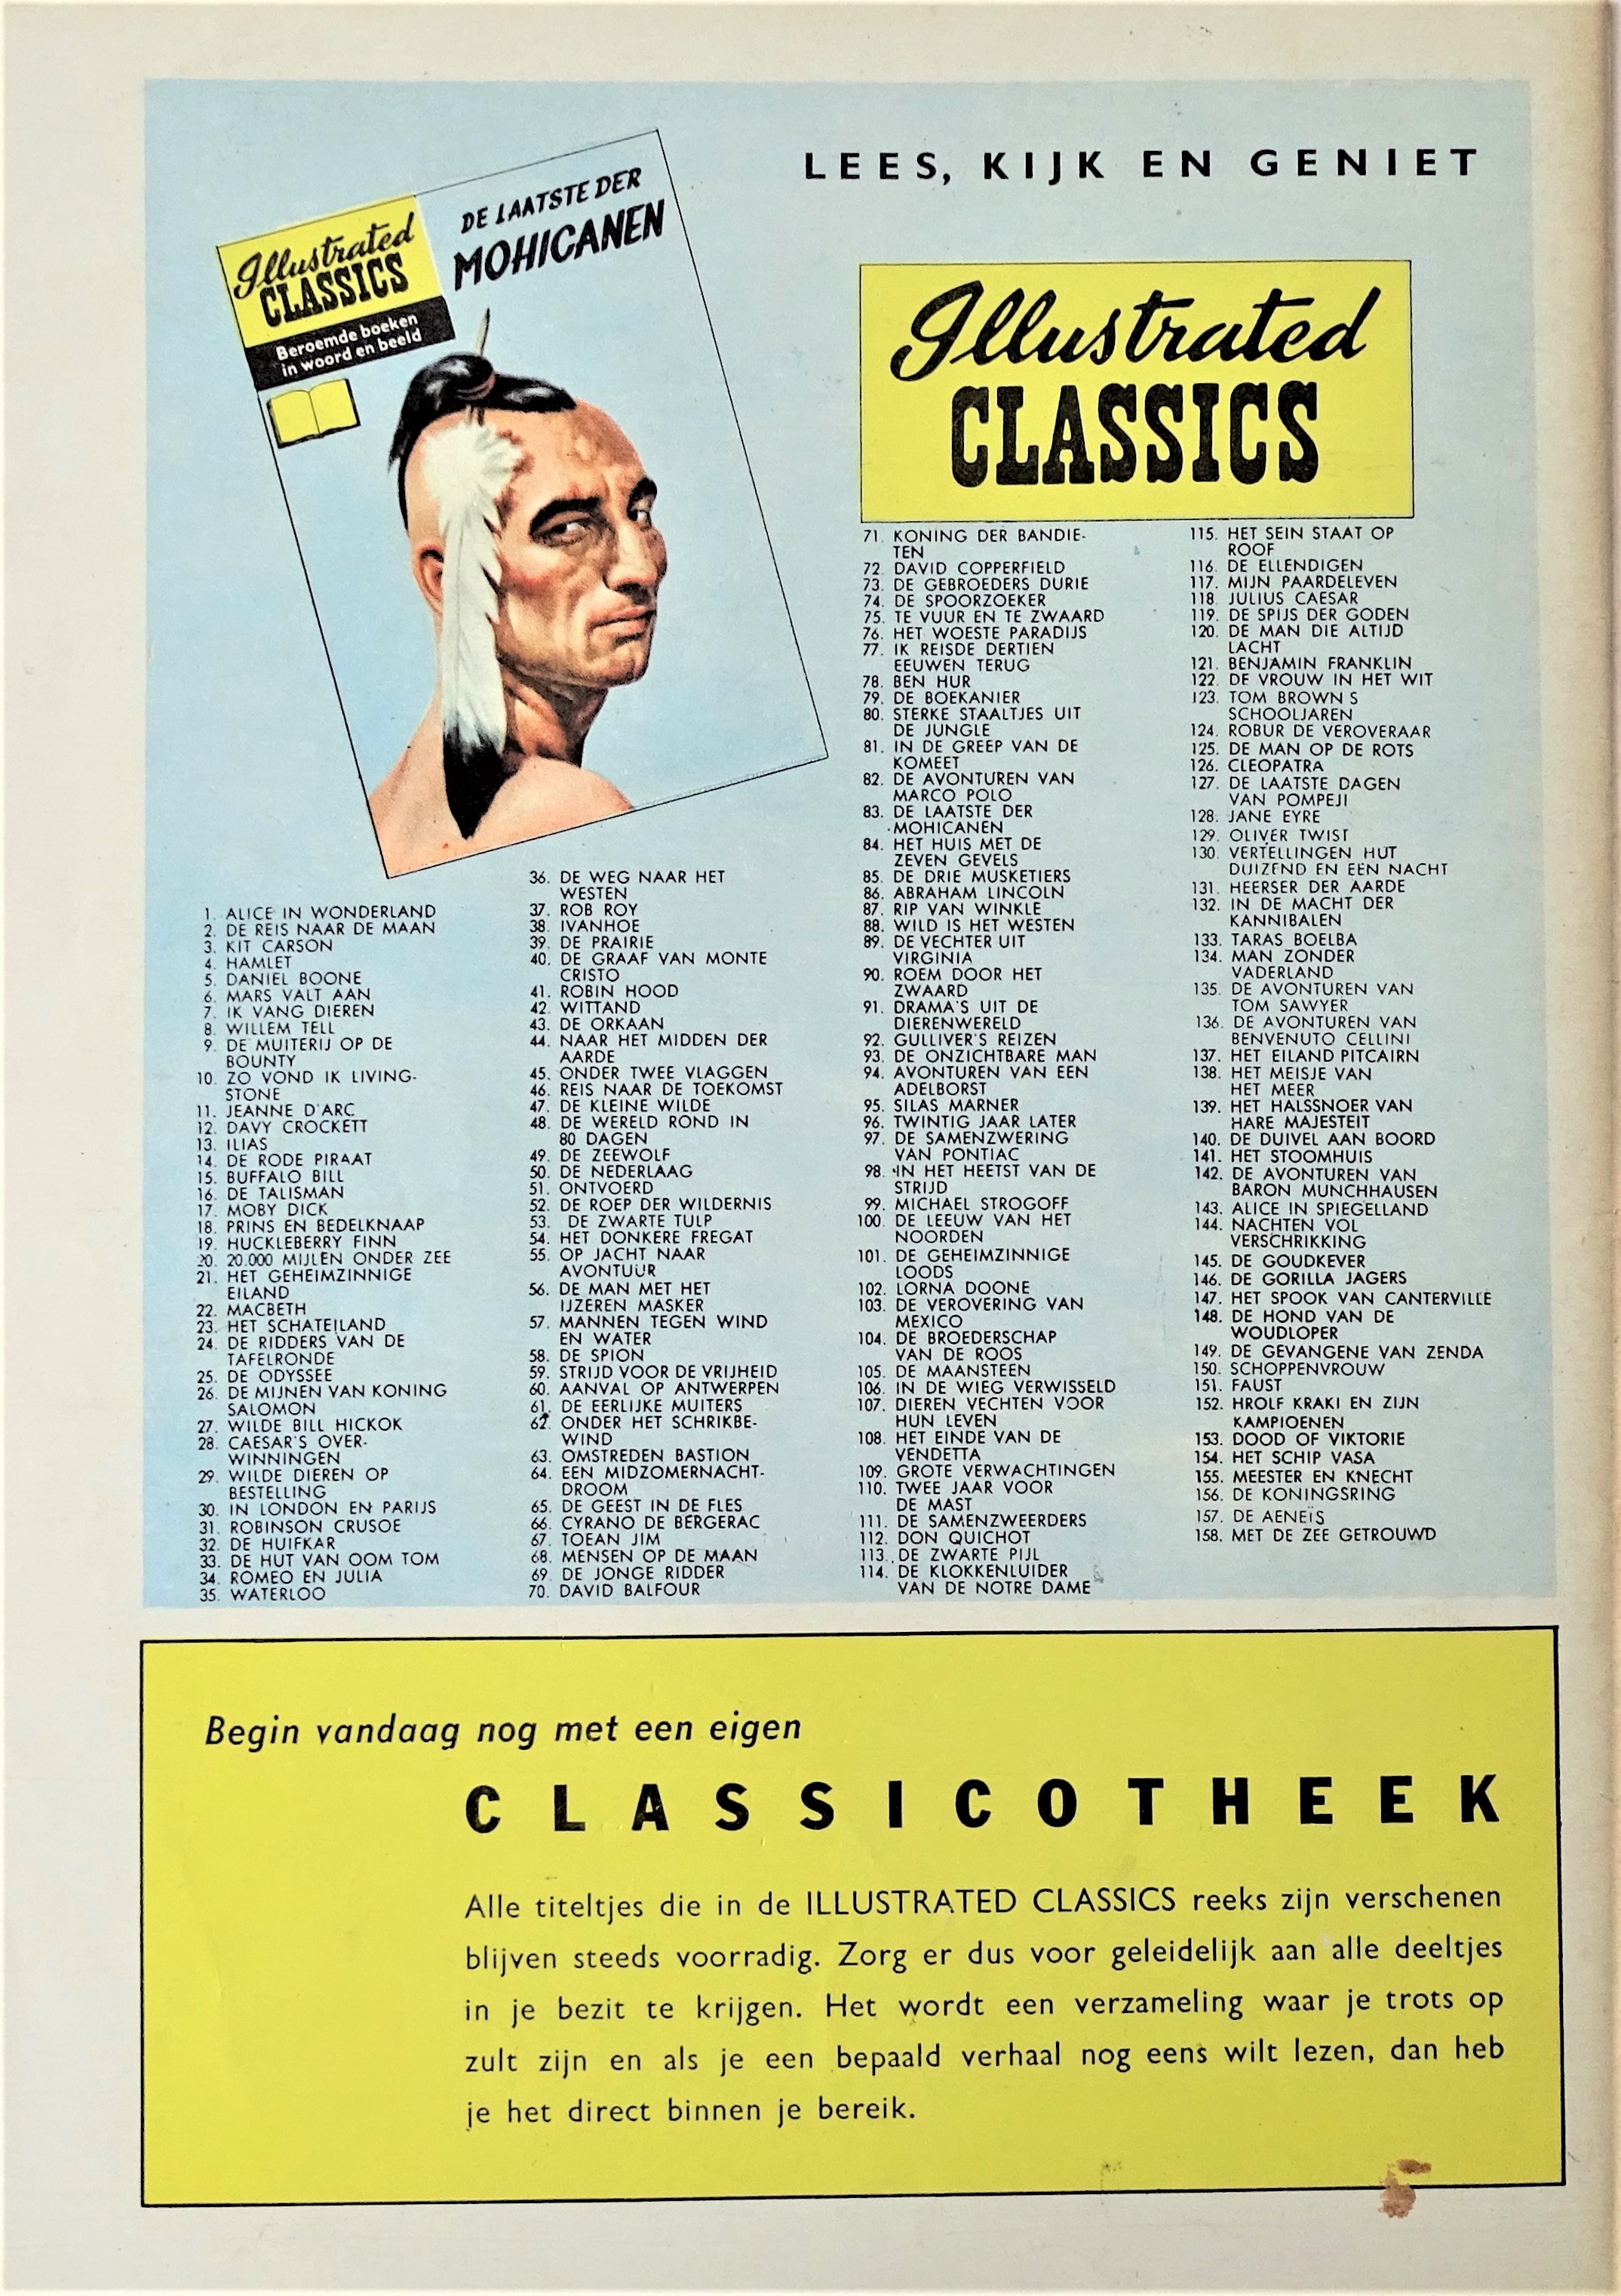 LEES, KIJK EN GENIET
Illustrated
CLASSICS
Beroemde boeken
in woord en beeld
DE LAATSTE DER
MOHICANEN
Illustrated
CLASSICS
1. ALICE IN WONDERLAND
2. DE REIS NAAR DE MAAN
3. KIT CARSON
4. HAMLET
5. DANIEL BOONE
6. MARS VALT AAN
7. IK VANG DIEREN
8. WILLEM TELL
9. DE MUITERIJ OP DE
BOUNTY
10. ZO VOND IK LIVING-
STONE
11. JEANNE D'ARC
12. DAVY CROCKETT
13. ILIAS
14. DE RODE PIRAAT
15. BUFFALO BILL
16. DE TALISMAN
17. MOBY DICK
18. PRINS EN BEDELKNAAP
19. HUCKLEBERRY FINN
20. 20.000 MIJLEN ONDER ZEE
21. HET GEHEIMZINNIGE
EILAND
22. MACBETH
23. HET SCHATEILAND
24. DE RIDDERS VAN DE
TAFELRONDE
25. DE ODYSSEE
26. DE MIJNEN VAN KONING
SALOMON
27. WILDE BILL HICKOK
28. CAESAR'S OVER-
WINNINGEN
29. WILDE DIEREN OP
BESTELLING
30. IN LONDON EN PARIJS
31. ROBINSON CRUSOE
32. DE HUIFKAR
33. DE HUT VAN OOM TOM
34. ROMEO EN JULIA
35. WATERLOO
36. DE WEG NAAR HET
WESTEN
37. ROB ROY
38. IVANHOE
39. DE PRAIRIE
40. DE GRAAF VAN MONTE
CRISTO
41. ROBIN HOOD
42. WITTAND
43. DE ORKAAN
44. NAAR HET MIDDEN DER
AARDE
45. ONDER TWEE VLAGGEN
46. REIS NAAR DE TOEKOMST
47. DE KLEINE WILDE
48. DE WERELD ROND IN
80 DAGEN
49. DE ZEEWOLF
50. DE NEDERLAAG
51. ONTVOERD
52. DE ROEP DER WILDERNIS
53. DE ZWARTE TULP
54. HET DONKERE FREGAT
55. OP JACHT NAAR
AVONTUUR
56. DE MAN MET HET
IJZEREN MASKER
57. MANNEN TEGEN WIND
EN WATER
58. DE SPION
59. STRIJD VOOR DE VRIJHEID
60. AANVAL OP ANTWERPEN
61. DE EERLIJKE MUITERS
62. ONDER HET SCHRIKBE-
WIND
63. OMSTREDEN BASTION
64. EEN MIDZOMERNACHT-
DROOM
65. DE GEEST IN DE FLES
66. CYRANO DE BERGERAC
67. TOEAN JIM
68. MENSEN OP DE MAAN
69. DE JONGE RIDDER
70. DAVID BALFOUR
71. KONING DER BANDIE-
TEN
72. DAVID COPPERFIELD
73. DE GEBROEDERS DURIE
74. DE SPOORZOEKER
75. TE VUUR EN TE ZWAARD
76. HET WOESTE PARADIJS
77. IK REISDE DERTIEN
EEUWEN TERUG
78. BEN HUR
79. DE BOEKANIER
80. STERKE STAALTJES UIT
DE JUNGLE
81. IN DE GREEP VAN DE
KOMEET
82. DE AVONTUREN VAN
MARCO POLO
83. DE LAATSTE DER
MOHICANEN
84. HET HUIS MET DE
ZEVEN GEVELS
85. DE DRIE MUSKETIERS
86. ABRAHAM LINCOLN
87. RIP VAN WINKLE
88. WILD IS HET WESTEN
89. DE VECHTER UIT
VIRGINIA
90. ROEM DOOR HET
ZWAARD
91. DRAMA'S UIT DE
DIERENWERELD
92. GULLIVER'S REIZEN
93. DE ONZICHTBARE MAN
94. AVONTUREN VAN EEN
ADELBORST
95. SILAS MARNER
96. TWINTIG JAAR LATER
97. DE SAMENZWERING
VAN PONTIAC
98. IN HET HEETST VAN DE
STRIJD
99. MICHAEL STROGOFF
100. DE LEEUW VAN HET
NOORDEN
101. DE GEHEIMZINNIGE
LOODS
102. LORNA DOONE
103. DE VEROVERING VAN
MEXICO
104. DE BROEDERSCHAP
VAN DE ROOS
105. DE MAANSTEEN
106. IN DE WIEG VERWISSELD
107. DIEREN VECHTEN VOOR
HUN LEVEN
108. HET EINDE VAN DE
VENDETTA
109. GROTE VERWACHTINGEN
110. TWEE JAAR VOOR
DE MAST
111. DE SAMENZWEERDERS
112. DON QUICHOT
113. DE ZWARTE PIJL
114. DE KLOKKENLUIDER
VAN DE NOTRE DAME
115. HET SEIN STAAT OP
ROOF
116. DE ELLENDIGEN
117. MIJN PAARDELEVEN
118. JULIUS CAESAR
119. DE SPIJS DER GODEN
120. DE MAN DIE ALTIJD
LACHT
121. BENJAMIN FRANKLIN
122. DE VROUW IN HET WIT
123. TOM BROWN S
SCHOOLJAREN
124. ROBUR DE VEROVERAAR
125. DE MAN OP DE ROTS
126. CLEOPATRA
127. DE LAATSTE DAGEN
VAN POMPEJI
128. JANE EYRE
129. OLIVER TWIST
130. VERTELLINGEN HUT
DUIZEND EN EEN NACHT
131. HEERSER DER AARDE
132. IN DE MACHT DER
KANNIBALEN
133. TARAS BOELBA
134. MAN ZONDER
VADERLAND
135. DE AVONTUREN VAN
TOM SAWYER
136. DE AVONTUREN VAN
BENVENUTO CELLINI
137. HET EILAND PITCAIRN
138. HET MEISJE VAN
HET MEER
139. HET HALSSNOER VAN
HARE MAJESTEIT
140. DE DUIVEL AAN BOORD
141. HET STOOMHUIS
142. DE AVONTUREN VAN
BARON MUNCHHAUSEN
143. ALICE IN SPIEGELLAND
144. NACHTEN VOL
VERSCHRIKKING
145. DE GOUDKEVER
146. DE GORILLA JAGERS
147. HET SPOOK VAN CANTERVILLE
148. DE HOND VAN DE
WOUDLOPER
149. DE GEVANGENE VAN ZENDA
150. SCHOPPENVROUW
151. FAUST
152. HROLF KRAKI EN ZIJN
KAMPIOENEN
153. DOOD OF VIKTORIE
154. HET SCHIP VASA
155. MEESTER EN KNECHT
156. DE KONINGSRING
157. DE AENEÏS
158. MET DE ZEE GETROUWD
Begin vandaag nog met een eigen
CLASSICOTHEEK
Alle titeltjes die in de ILLUSTRATED CLASSICS reeks zijn verschenen
blijven steeds voorradig. Zorg er dus voor geleidelijk aan alle deeltjes
in je bezit te krijgen. Het wordt een verzameling waar je trots op
zult zijn en als je een bepaald verhaal nog eens wilt lezen, dan heb
je het direct binnen je bereik.